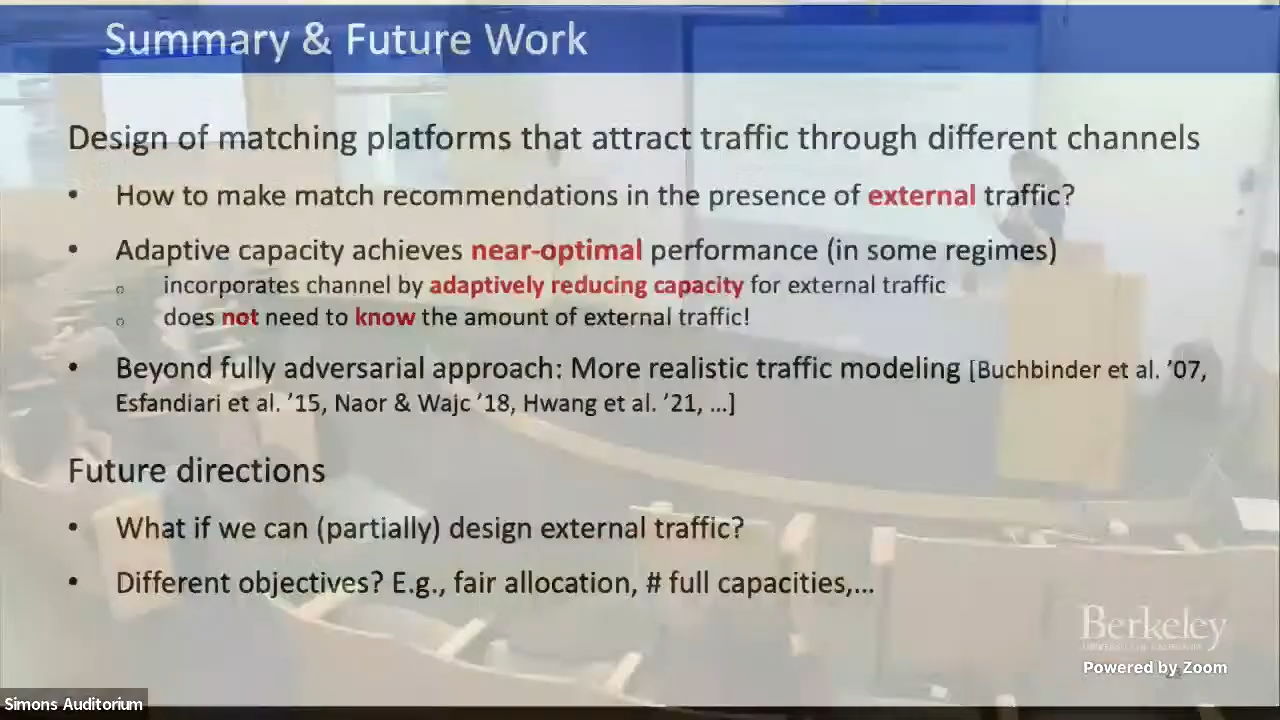 Summary & Future Work
Design of matching platforms that attract traffic through different channels
• How to make match recommendations in the presence of external traffic?
• Adaptive capacity achieves near-optimal performance (in some regimes)
o incorporates channel by adaptively reducing capacity for external traffic
o does not need to know the amount of external traffic!
• Beyond fully adversarial approach: More realistic traffic modeling [Buchbinder et al. '07,
Esfandiari et al. '15, Naor & Wajc '18, Hwang et al. '21, ...]
Future directions
• What if we can (partially) design external traffic?
• Different objectives? E.g., fair allocation, # full capacities,...
Berkeley
UNIVERSITY OF CALIFORNIA
Powered by Zoom
Simons Auditorium